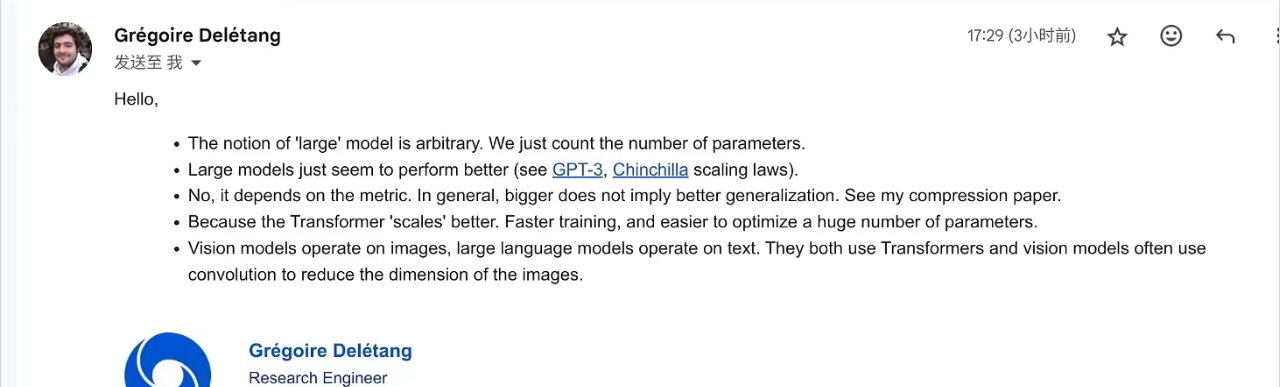 Grégoire Delétang
17:29 (3小时前)
发送至 我
Hello,
• The notion of 'large' model is arbitrary. We just count the number of parameters.
• Large models just seem to perform better (see GPT-3, Chinchilla scaling laws).
• No, it depends on the metric. In general, bigger does not imply better generalization. See my compression paper.
• Because the Transformer 'scales' better. Faster training, and easier to optimize a huge number of parameters.
• Vision models operate on images, large language models operate on text. They both use Transformers and vision models often use
convolution to reduce the dimension of the images.
Grégoire Delétang
Research Engineer